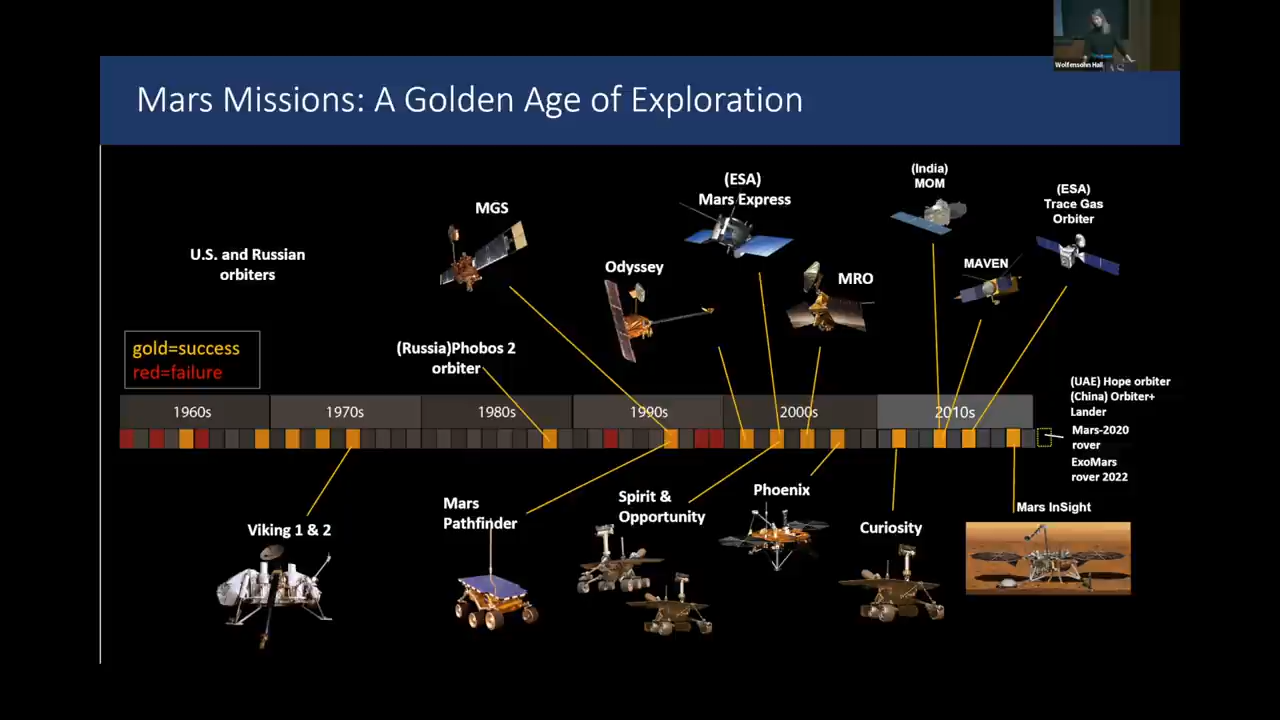 Wolfensohn Hall
Mars Missions: A Golden Age of Exploration
(India)
MOM
(ESA)
Mars Express
(ESA)
Trace Gas
Orbiter
MGS
U.S. and Russian
orbiters
Odyssey
MAVEN
MRO
gold=success
red=failure
(Russia)Phobos 2
orbiter
1960s
1970s
1980s
1990s
2000s
2010s
(UAE) Hope orbiter
(China) Orbiter+
Lander
Mars-2020
rover
ExoMars
rover 2022
Viking 1 & 2
Mars
Pathfinder
Spirit &
Opportunity
Phoenix
Curiosity
Mars InSight